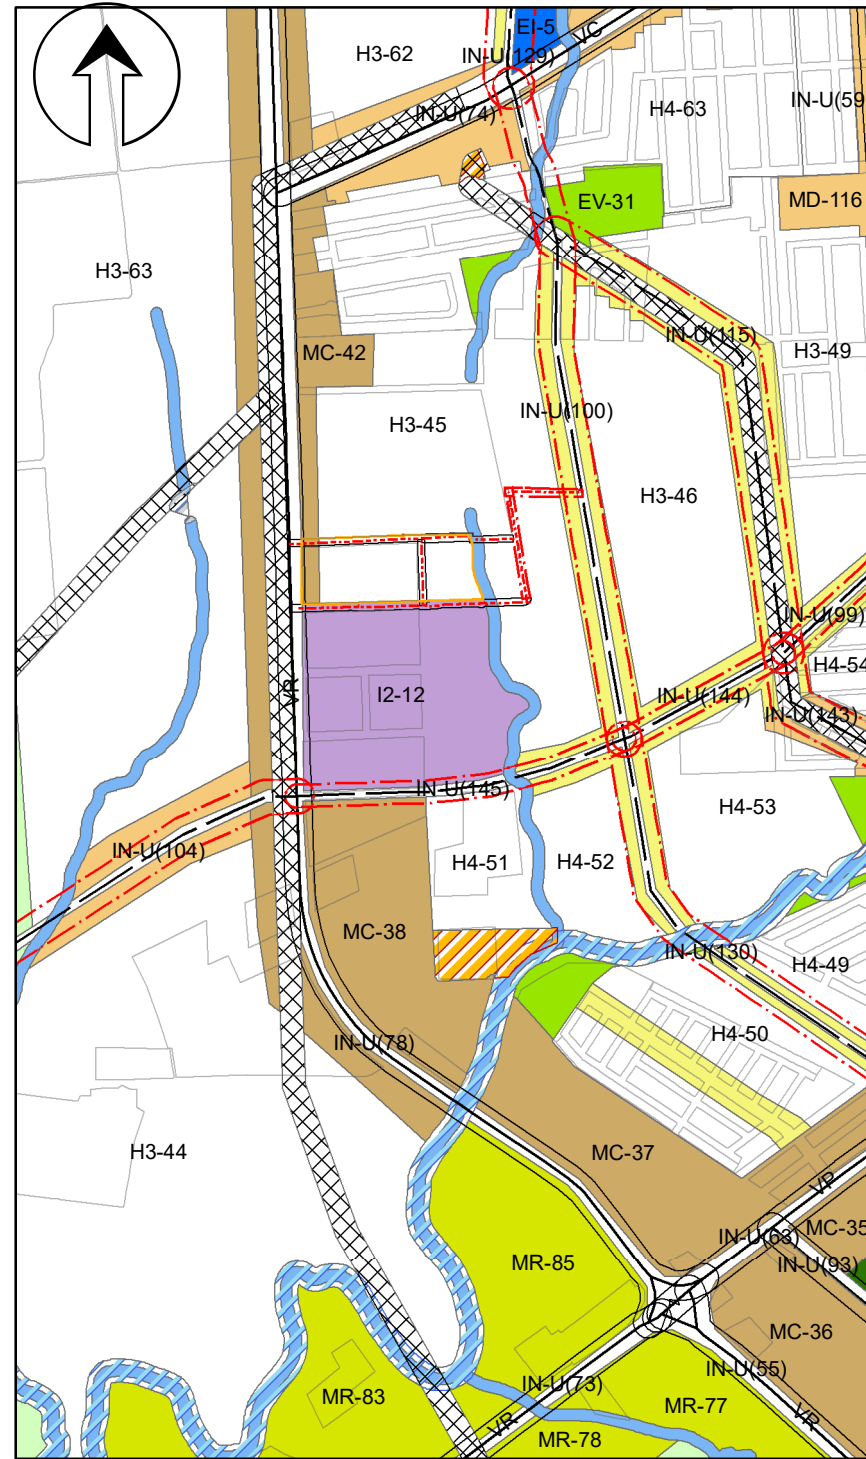 EI-5
VC
H3-62
IN-U(129)
IN-U(74)
H4-63
IN-U(59
EV-31
MD-116
H3-63
IN-U(115)
MC-42
H3-49
IN-U(100)
H3-45
H3-46
IN-U(99)
H4-54
VR
I2-12
IN-U(144)
IN-U(143)
IN-U(145)
H4-53
IN-U(104)
H4-51
H4-52
MC-38
IN-U(130)
H4-49
H4-50
IN-U(78)
H3-44
MC-37
VP
MC-35
IN-U(63)
IN-U(93)
MR-85
MC-36
IN-U(55)
IN-U(73)
MR-83
MR-77
VR
VR
MR-78